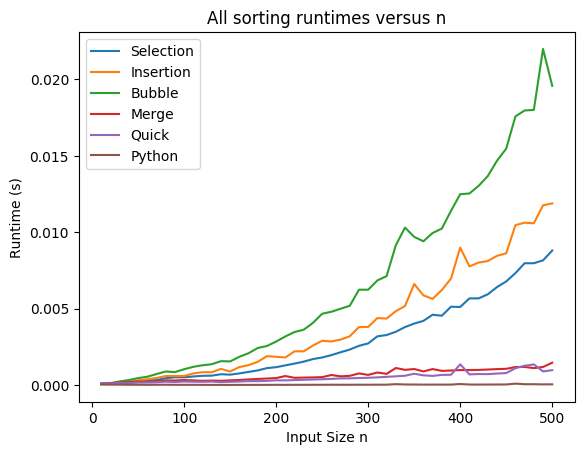 All sorting runtimes versus n
Selection
Insertion
Bubble
Merge
Quick
Python
Runtime (s)
0.020
0.015
0.010
0.005
0.000
0
100
200
300
400
500
Input Size n